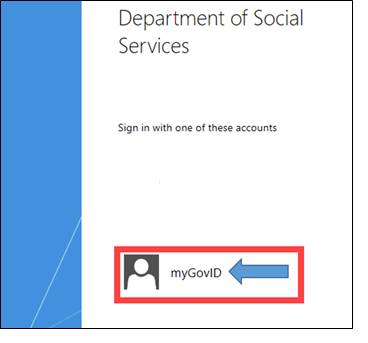 Department of Social
Services
Sign in with one of these accounts
myGovID